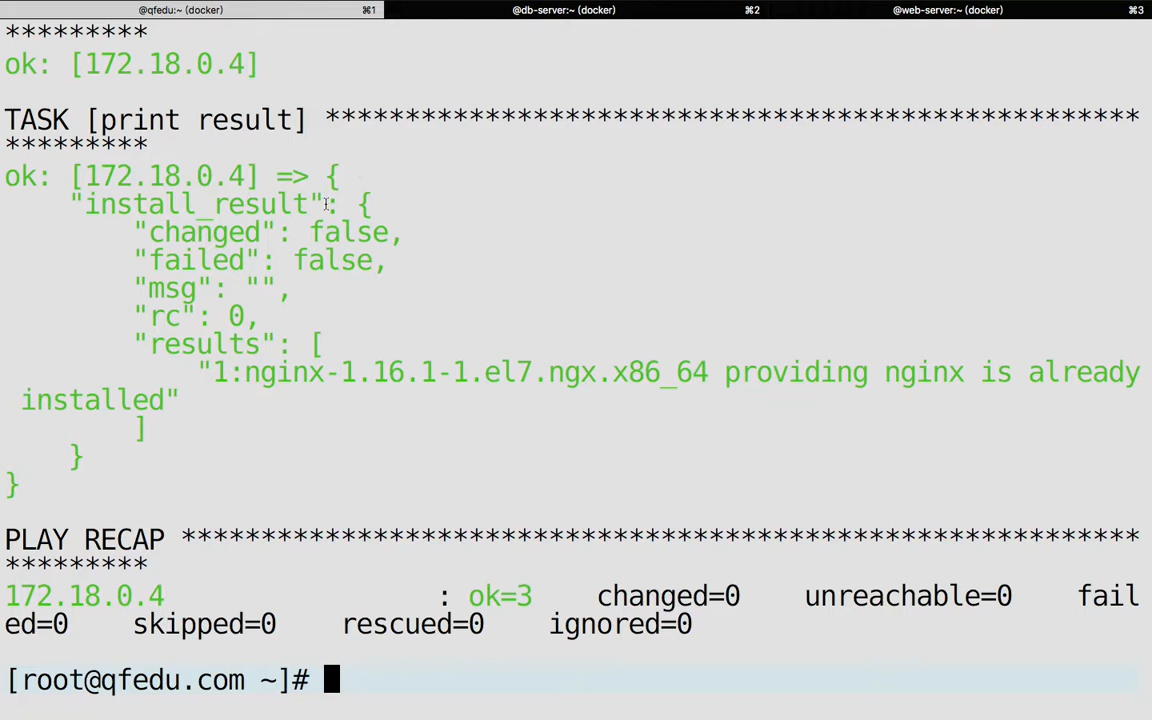 @qfedu:~ (docker) ⌘1 @db-server:~ (docker) ⌘2 @web-server:~ (docker) ⌘3
*********
ok: [172.18.0.4]
TASK [print result] ***************************************************
*********
ok: [172.18.0.4] => {
"install_result": {
"changed": false,
"failed": false,
"msg": "",
"rc": 0,
"results": [
"1:nginx-1.16.1-1.el7.ngx.x86_64 providing nginx is already
installed"
]
}
}
PLAY RECAP ************************************************************
*********
172.18.0.4 : ok=3 changed=0 unreachable=0 fail
ed=0 skipped=0 rescued=0 ignored=0
[root@qfedu.com ~]#